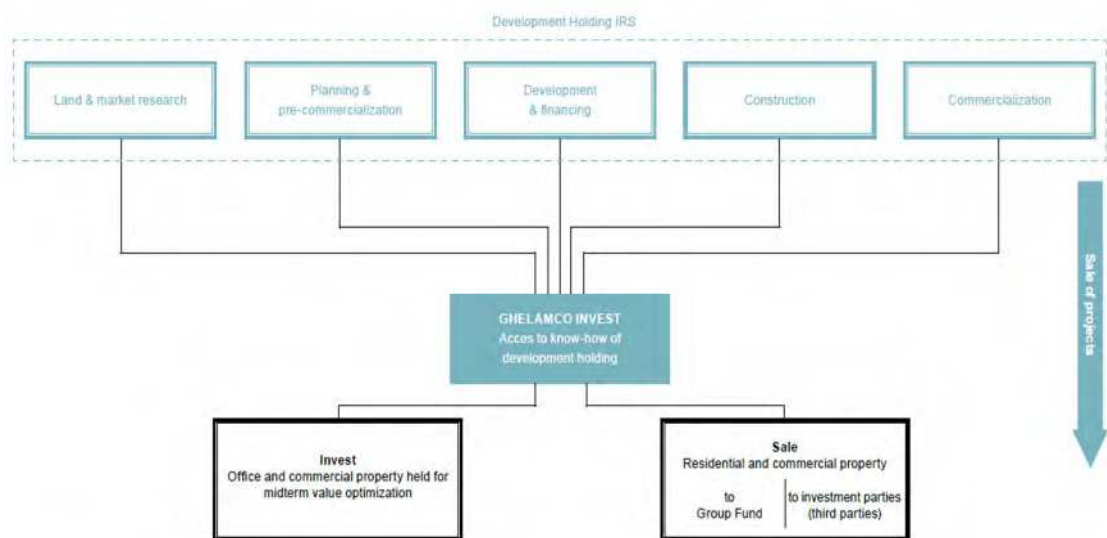 Development Holding IRS
Land & market research
Planning &
pre-commercialization
Development
& financing
Construction
Commercialization
Sale of projects
GHELAMCO INVEST
Acces to know-how of
development holding
Invest
Office and commercial property held for
midterm value optimization
Sale
Residential and commercial property
to
Group Fund
to investment parties
(third parties)